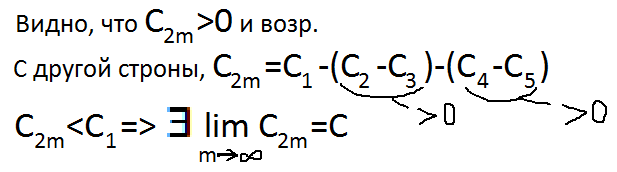 Видно, что C₂ₘ>0 и возр.
С другой строны, C₂ₘ=C₁-(C₂-C₃)-(C₄-C₅)
>0 >0
C₂ₘ<C₁=> ∃ lim C₂ₘ=C
m→∞